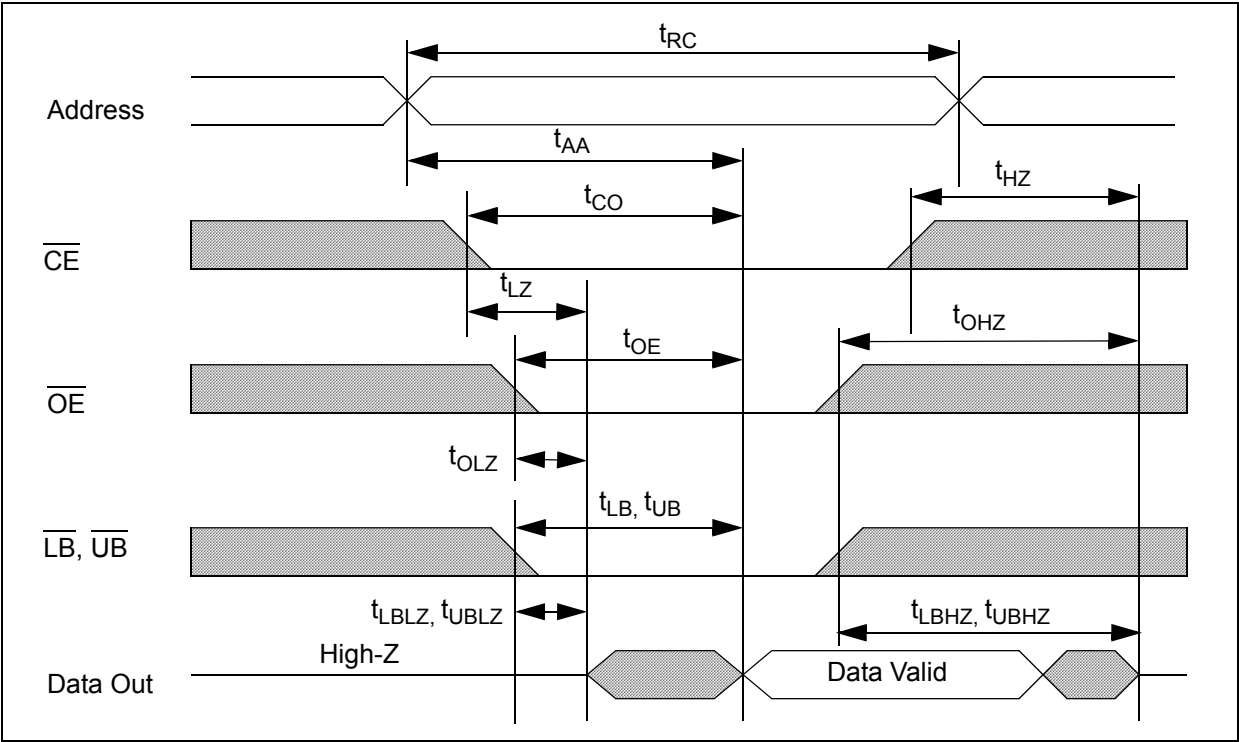 tRC
Address
tAA
tHZ
tCO
CE
tLZ
tOHZ
tOE
OE
tOLZ
tLB, tUB
LB, UB
tLBLZ, tUBLZ
tLBHZ, tUBHZ
High-Z
Data Valid
Data Out